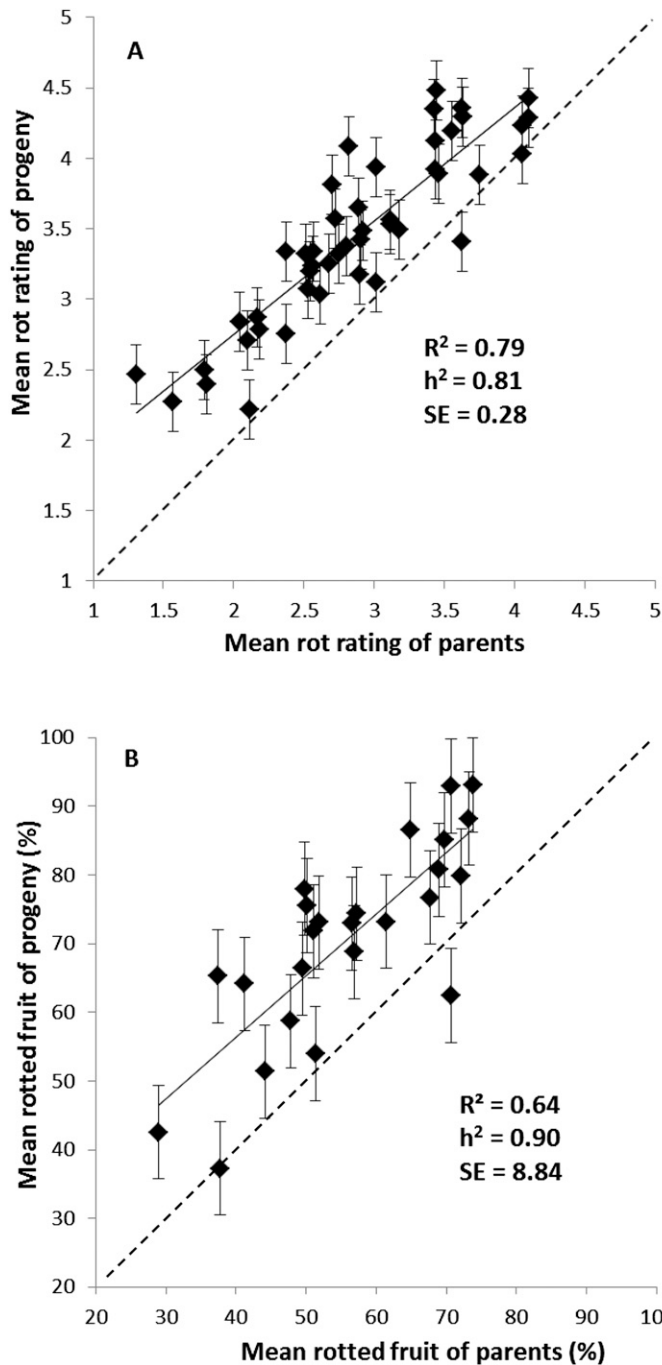 A
5
4.5
4
3.5
3
2.5
2
1.5
1
Mean rot rating of progeny
R² = 0.79
h² = 0.81
SE = 0.28
1 1.5 2 2.5 3 3.5 4 4.5 5
Mean rot rating of parents
B
100
90
80
70
60
50
40
30
20
Mean rotted fruit of progeny (%)
R² = 0.64
h² = 0.90
SE = 8.84
20 30 40 50 60 70 80 90 10
Mean rotted fruit of parents (%)